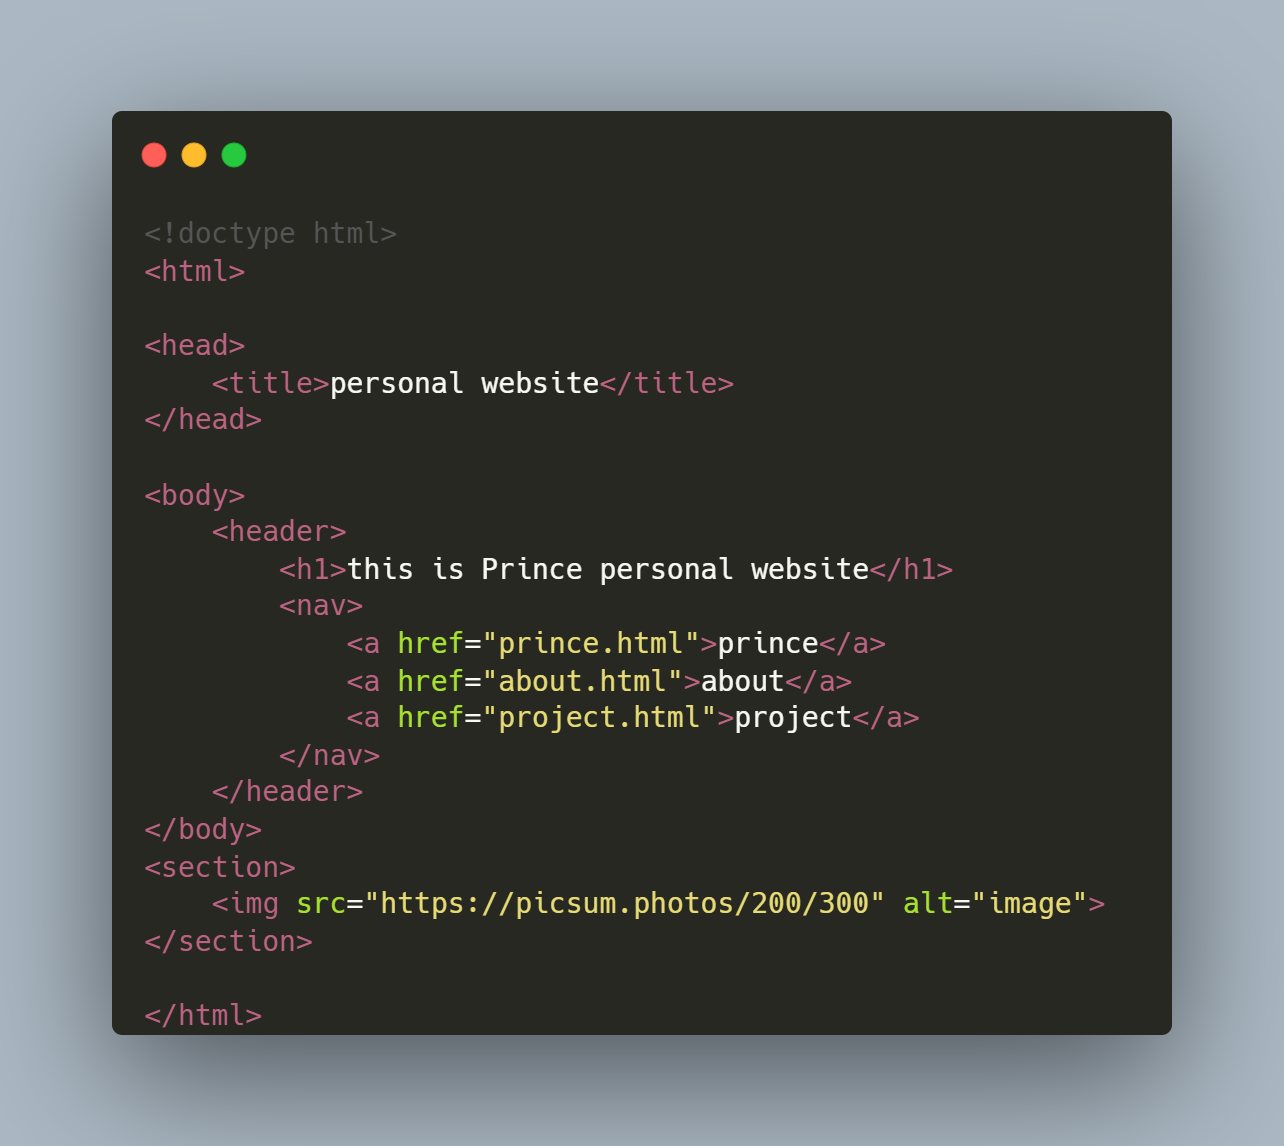 <!doctype html>
<html>
<head>
    <title>personal website</title>
</head>
<body>
    <header>
        <h1>this is Prince personal website</h1>
        <nav>
            <a href="prince.html">prince</a>
            <a href="about.html">about</a>
            <a href="project.html">project</a>
        </nav>
    </header>
</body>
<section>
    <img src="https://picsum.photos/200/300" alt="image">
</section>
</html>